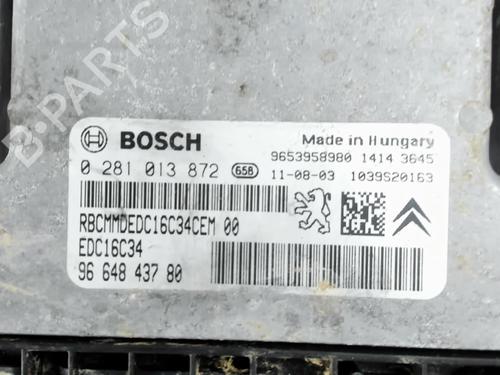 B-PARTS
BOSCH
Made in Hungary
0 281 013 872 658
9653958980 1414 3645
11-08-03 1039S20163
RBCMMDEDC16C34CEM 00
EDC16C34
96 648 437 80